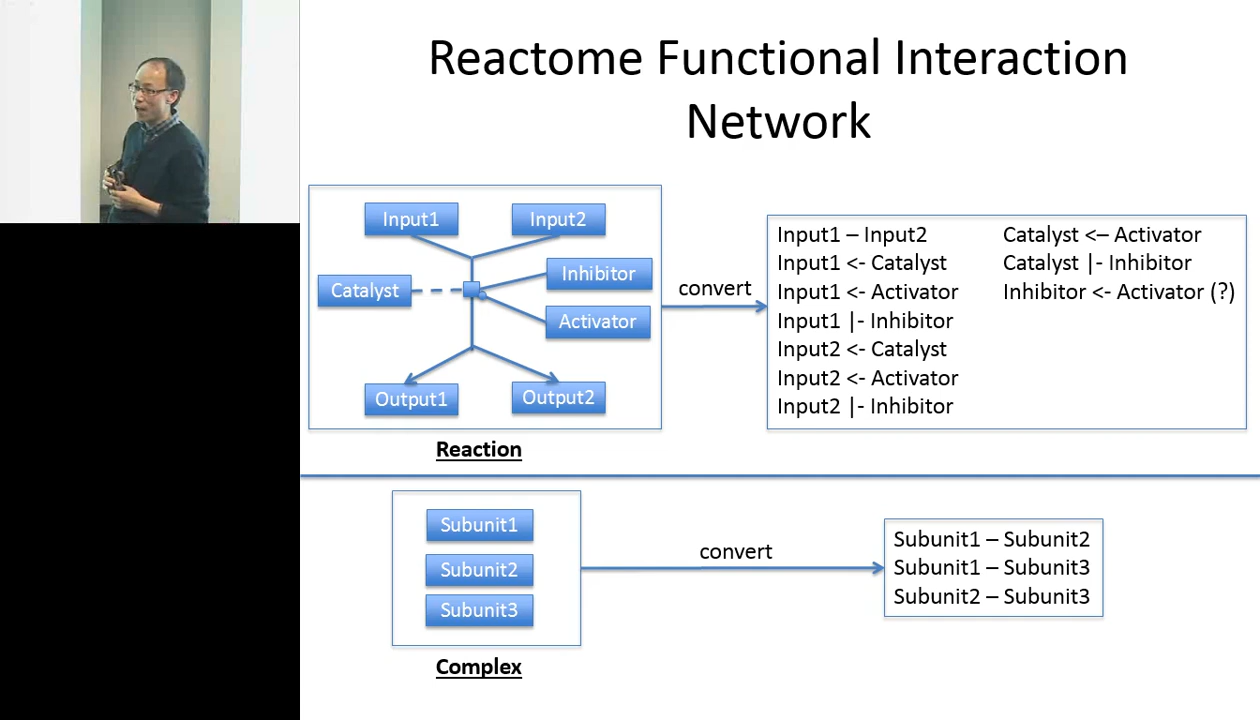 Reactome Functional Interaction
Network
Input1
Input2
Inhibitor
Catalyst
Activator
Output1
Output2
Reaction
convert
Input1 – Input2
Input1 <- Catalyst
Input1 <- Activator
Input1 |- Inhibitor
Input2 <- Catalyst
Input2 <- Activator
Input2 |- Inhibitor
Catalyst <– Activator
Catalyst |- Inhibitor
Inhibitor <- Activator (?)
Subunit1
Subunit2
Subunit3
Complex
convert
Subunit1 – Subunit2
Subunit1 – Subunit3
Subunit2 – Subunit3